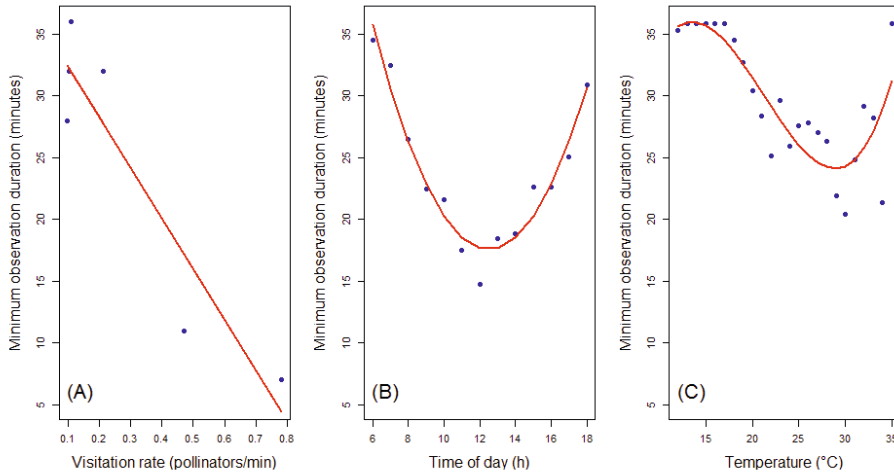 Minimum observation duration (minutes)
35
30
25
20
15
10
5
(A)
0.1 0.2 0.3 0.4 0.5 0.6 0.7 0.8
Visitation rate (pollinators/min)
Minimum observation duration (minutes)
35
30
25
20
15
10
5
(B)
6 8 10 12 14 16 18
Time of day (h)
Minimum observation duration (minutes)
35
30
25
20
15
10
5
(C)
15 20 25 30 35
Temperature (°C)